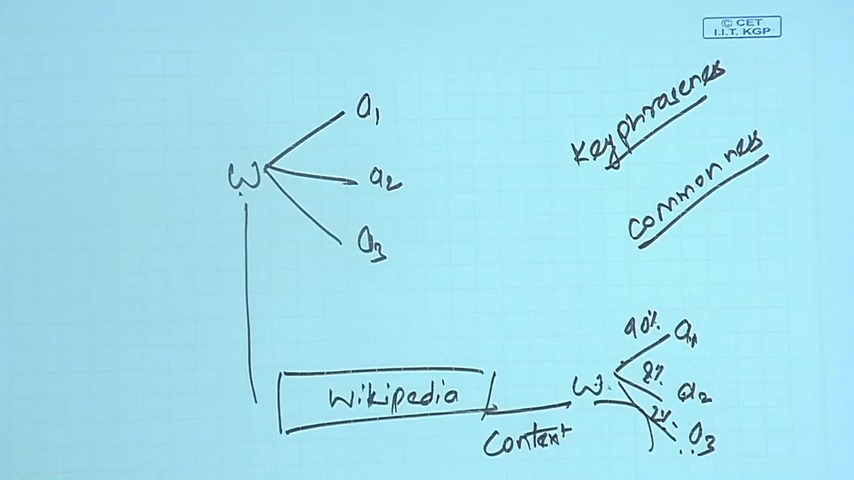 © CET
I.I.T. KGP
Keyphraseness
Commonness
W
a1
a2
a3
Wikipedia
Context
W
90% a1
8% a2
2% a3